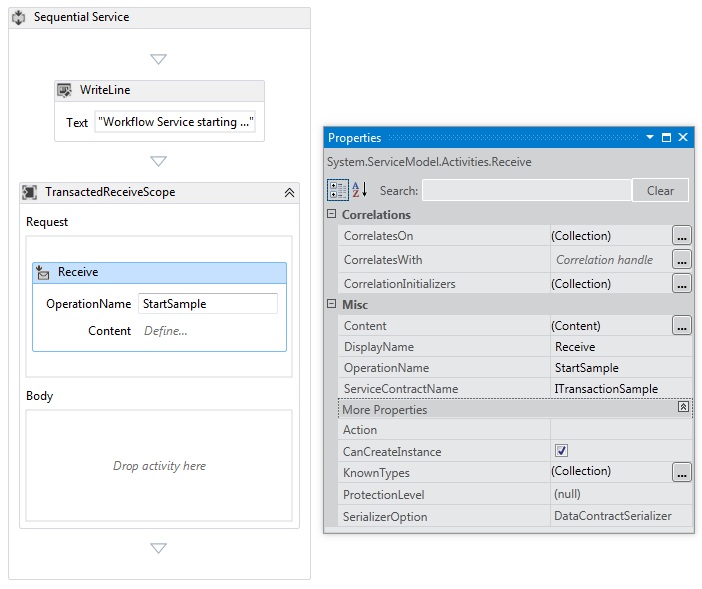 Sequential Service
WriteLine
Text "Workflow Service starting ..."
TransactedReceiveScope
Request
Receive
OperationName StartSample
Content Define...
Body
Drop activity here
Properties
System.ServiceModel.Activities.Receive
Search: Clear
Correlations
CorrelatesOn (Collection) ...
CorrelatesWith Correlation handle ...
CorrelationInitializers (Collection) ...
Misc
Content (Content) ...
DisplayName Receive
OperationName StartSample
ServiceContractName ITransactionSample
More Properties
Action
CanCreateInstance
KnownTypes (Collection) ...
ProtectionLevel (null)
SerializerOption DataContractSerializer